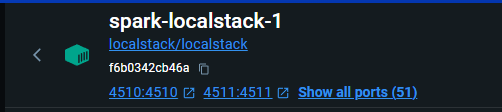 spark-localstack-1
localstack/localstack
f6b0342cb46a
4510:4510 4511:4511 Show all ports (51)